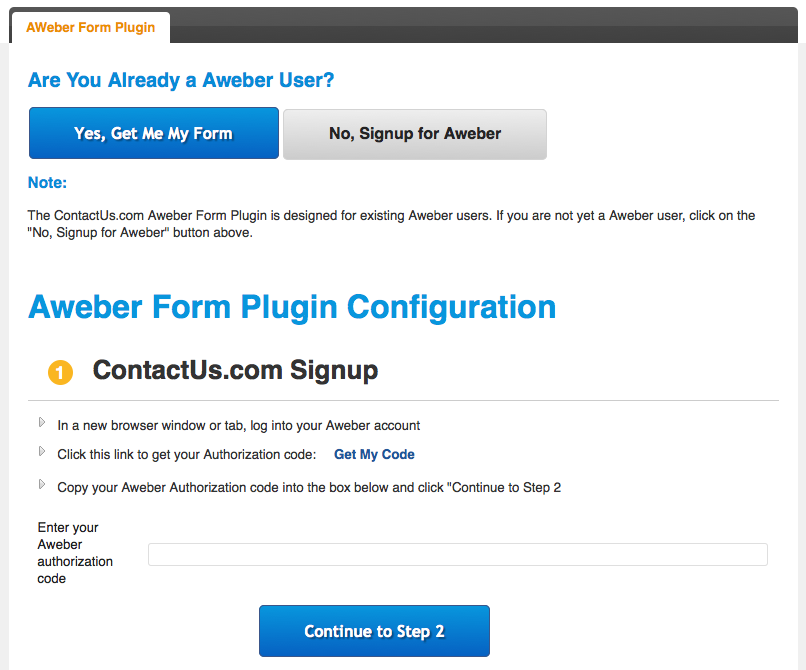 AWeber Form Plugin
Are You Already a Aweber User?
Yes, Get Me My Form
No, Signup for Aweber
Note:
The ContactUs.com Aweber Form Plugin is designed for existing Aweber users. If you are not yet a Aweber user, click on the
"No, Signup for Aweber" button above.
Aweber Form Plugin Configuration
1 ContactUs.com Signup
In a new browser window or tab, log into your Aweber account
Click this link to get your Authorization code: Get My Code
Copy your Aweber Authorization code into the box below and click "Continue to Step 2
Enter your
Aweber
authorization
code
Continue to Step 2